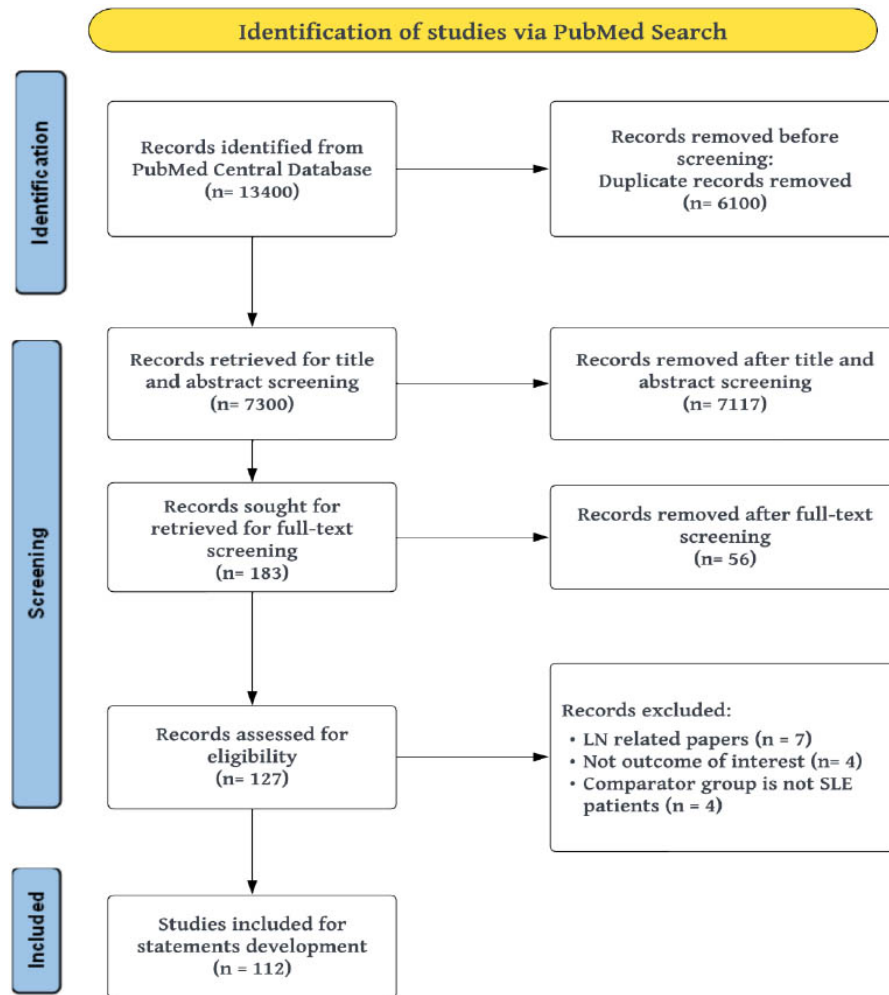 Identification of studies via PubMed Search
Identification
Records identified from
PubMed Central Database
(n= 13400)
Records removed before
screening:
Duplicate records removed
(n= 6100)
Screening
Records retrieved for title
and abstract screening
(n= 7300)
Records removed after title and
abstract screening
(n= 7117)
Records sought for
retrieved for full-text
screening
(n= 183)
Records removed after full-text
screening
(n= 56)
Records assessed for
eligibility
(n= 127)
Records excluded:
• LN related papers (n = 7)
• Not outcome of interest (n= 4)
• Comparator group is not SLE
patients (n = 4)
Included
Studies included for
statements development
(n = 112)